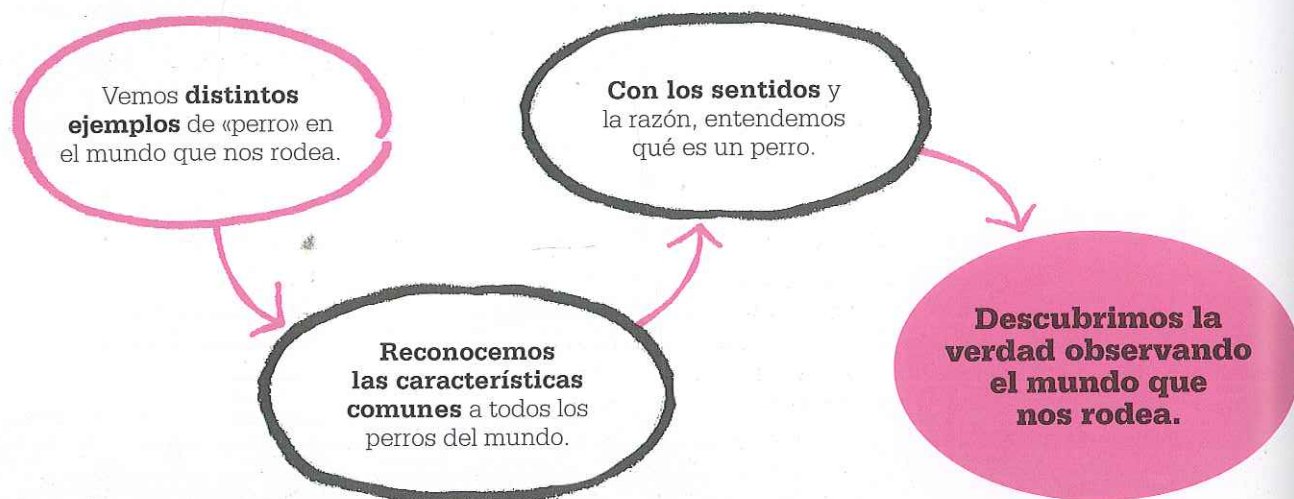 Vemos distintos
ejemplos de «perro» en
el mundo que nos rodea.
Reconocemos
las características
comunes a todos los
perros del mundo.
Con los sentidos y
la razón, entendemos
qué es un perro.
Descubrimos la
verdad observando
el mundo que
nos rodea.